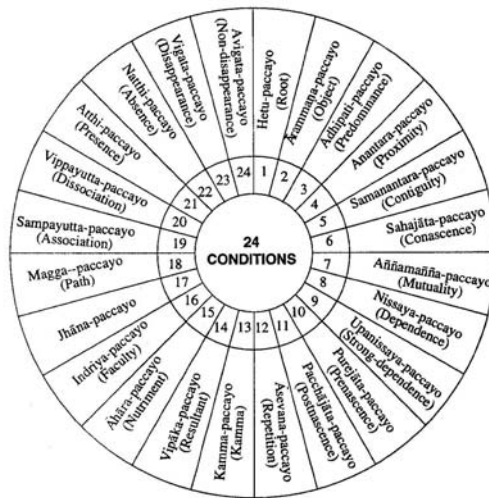 24
CONDITIONS
1
Hetu-paccayo
(Root)
2
Ārammaṇa-paccayo
(Object)
3
Adhipati-paccayo
(Predominance)
4
Anantara-paccayo
(Proximity)
5
Samanantara-paccayo
(Contiguity)
6
Sahajāta-paccayo
(Conascence)
7
Aññamañña-paccayo
(Mutuality)
8
Nissaya-paccayo
(Dependence)
9
Upanissaya-paccayo
(Strong-dependence)
10
Purejāta-paccayo
(Prenascence)
11
Pacchājāta-paccayo
(Postnascence)
12
Āsevana-paccayo
(Repetition)
13
Kamma-paccayo
(Kamma)
14
Vipāka-paccayo
(Resultant)
15
Āhāra-paccayo
(Nutriment)
16
Indriya-paccayo
(Faculty)
17
Jhāna-paccayo
18
Magga--paccayo
(Path)
19
Sampayutta-paccayo
(Association)
20
Vippayutta-paccayo
(Dissociation)
21
Atthi-paccayo
(Presence)
22
Natthi-paccayo
(Absence)
23
Vigata-paccayo
(Disappearance)
24
Avigata-paccayo
(Non-disappearance)